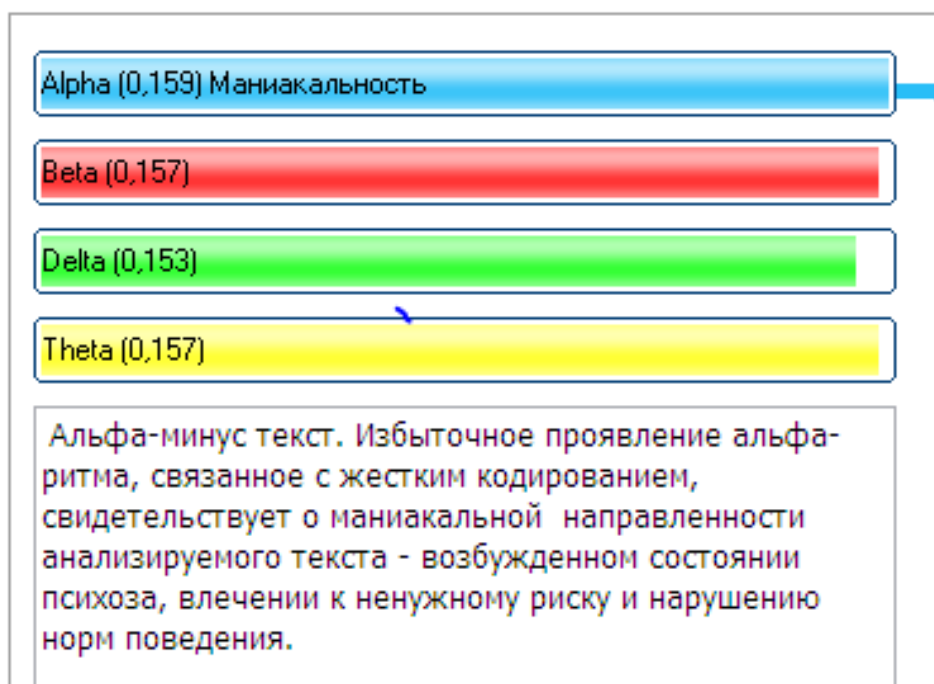 Alpha (0,159) Маниакальность
Beta (0,157)
Delta (0,153)
Theta (0,157)
Альфа-минус текст. Избыточное проявление альфа-
ритма, связанное с жестким кодированием,
свидетельствует о маниакальной направленности
анализируемого текста - возбужденном состоянии
психоза, влечении к ненужному риску и нарушению
норм поведения.